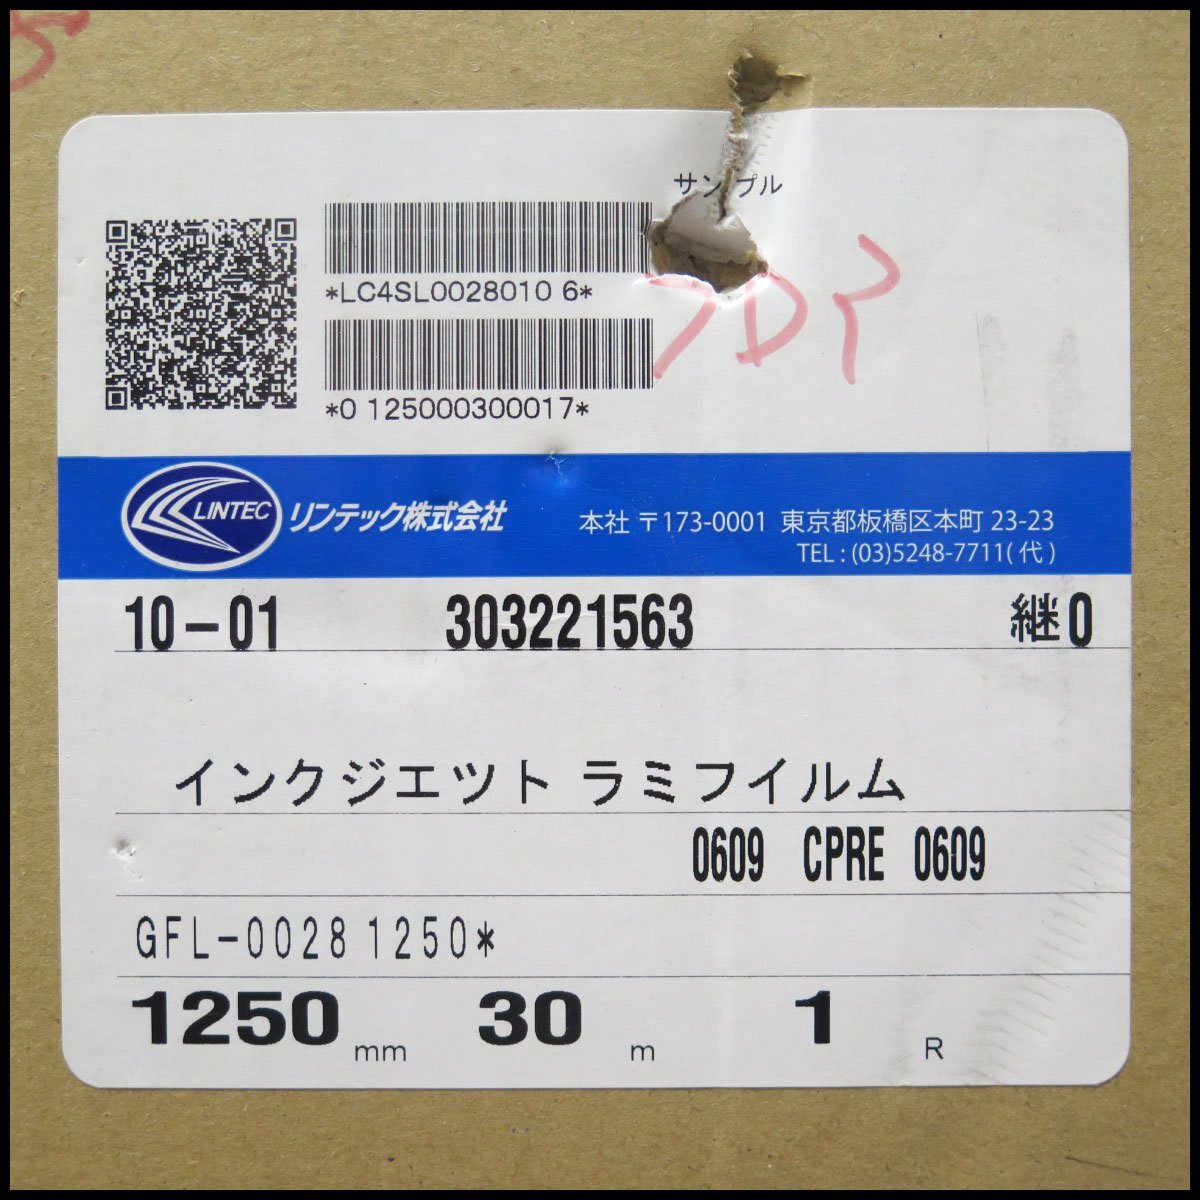 サンプル
*LC4SL0028010 6*
*0 125000300017*
LINTEC リンテック株式会社
本社 〒173-0001 東京都板橋区本町 23-23
TEL : (03)5248-7711( 代 )
10-01 303221563 継0
インクジエツト ラミフイルム
0609 CPRE 0609
GFL-0028 1250*
1250 mm 30 m 1 R